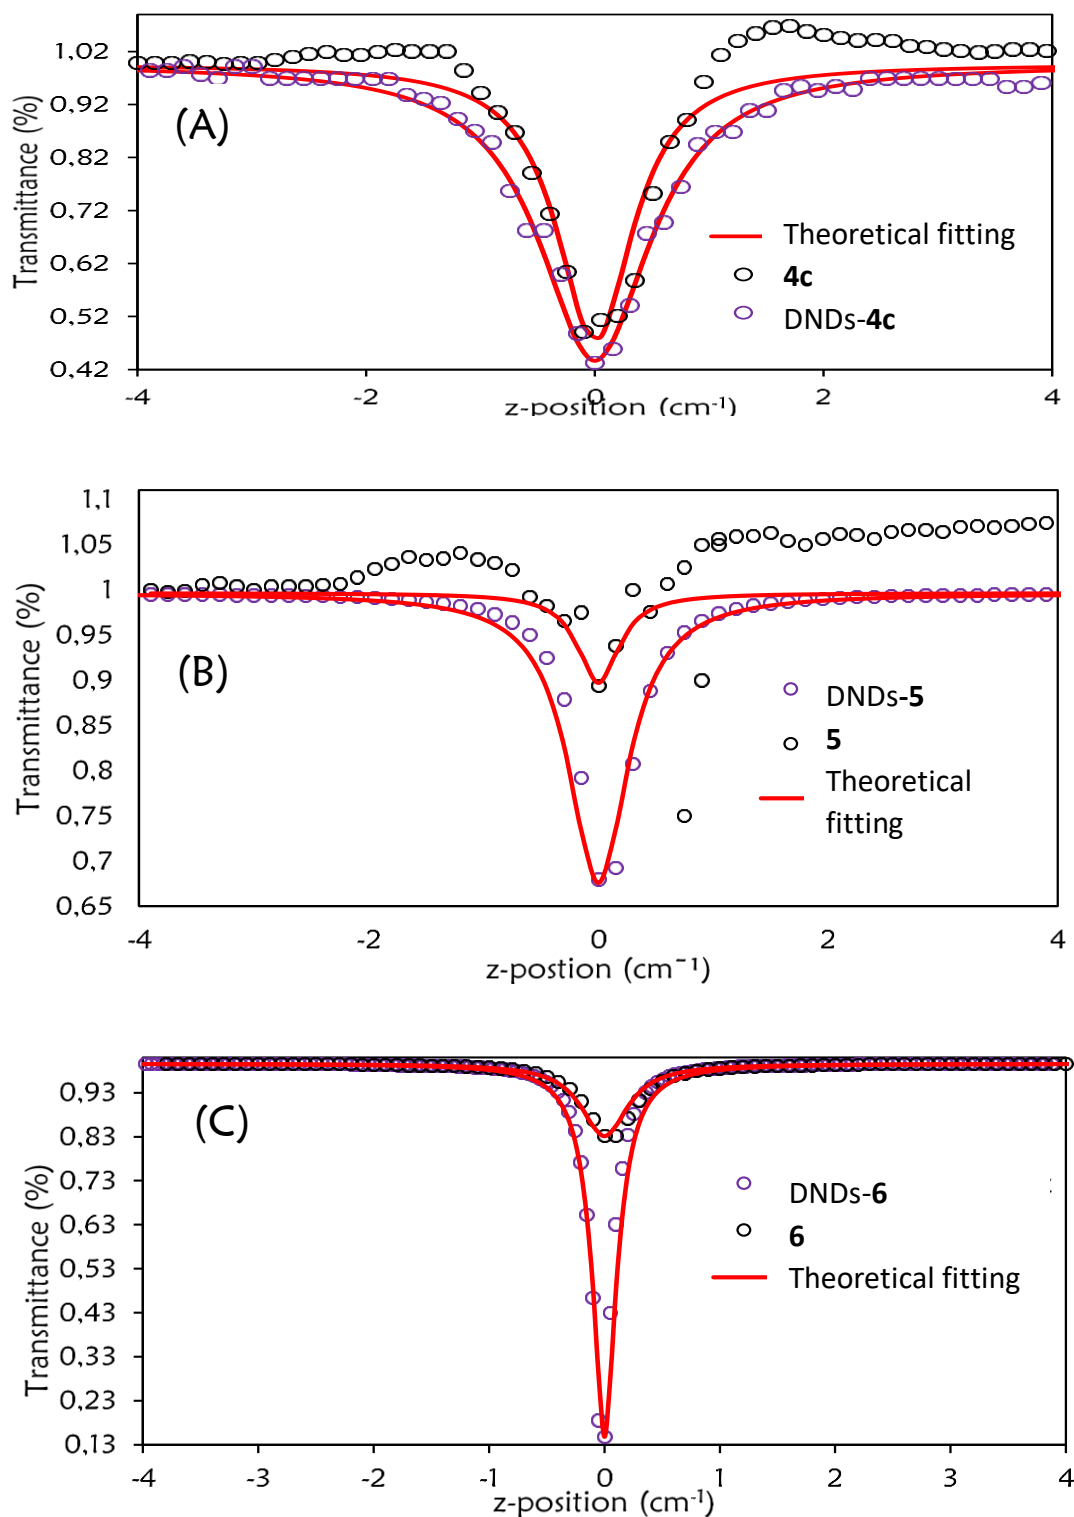 1,02
0,92
0,82
0,72
0,62
0,52
0,42
Transmittance (%)
(A)
Theoretical fitting
4c
DNDs-4c
-4
-2
0
2
4
z-position (cm-1)
1,1
1,05
1
0,95
0,9
0,85
0,8
0,75
0,7
0,65
Transmittance (%)
(B)
DNDs-5
5
Theoretical
fitting
-4
-2
0
2
4
z-postion (cm⁻¹)
0,93
0,83
0,73
0,63
0,53
0,43
0,33
0,23
0,13
Transmittance (%)
(C)
DNDs-6
6
Theoretical fitting
-4
-3
-2
-1
0
1
2
3
4
z-position (cm-1)